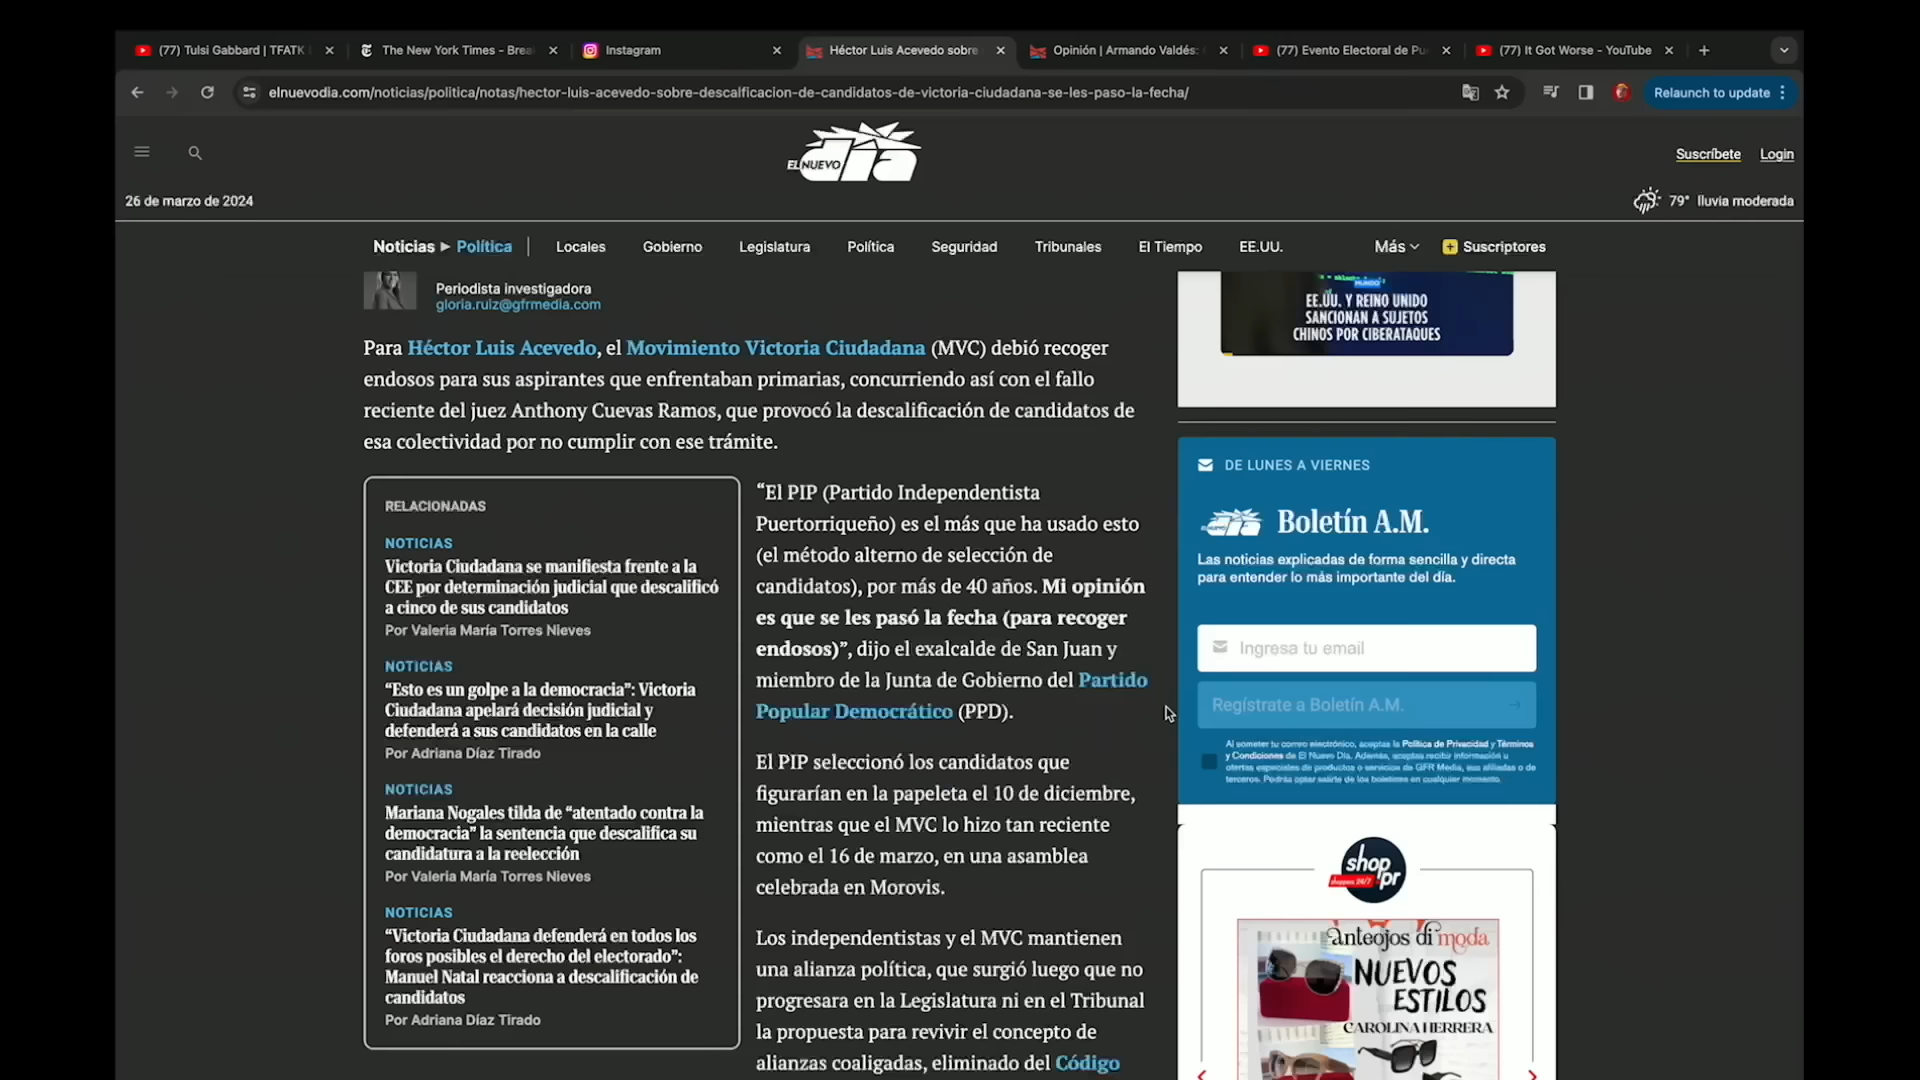 (77) Tulsi Gabbard | TFATK
The New York Times - Brea
Instagram
Héctor Luis Acevedo sobre
Opinión | Armando Valdés:
(77) Evento Electoral de Pu
(77) It Got Worse - YouTube
elnuevodia.com/noticias/politica/notas/hector-luis-acevedo-sobre-descalficacion-de-candidatos-de-victoria-ciudadana-se-les-paso-la-fecha/
Relaunch to update
EL NUEVO día
Suscríbete Login
26 de marzo de 2024
79° lluvia moderada
Noticias ▸ Política | Locales Gobierno Legislatura Política Seguridad Tribunales El Tiempo EE.UU. Más Suscriptores
Periodista investigadora
gloria.ruiz@gfrmedia.com
Para Héctor Luis Acevedo, el Movimiento Victoria Ciudadana (MVC) debió recoger
endosos para sus aspirantes que enfrentaban primarias, concurriendo así con el fallo
reciente del juez Anthony Cuevas Ramos, que provocó la descalificación de candidatos de
esa colectividad por no cumplir con ese trámite.
RELACIONADAS
NOTICIAS
Victoria Ciudadana se manifiesta frente a la
CEE por determinación judicial que descalificó
a cinco de sus candidatos
Por Valeria María Torres Nieves
NOTICIAS
“Esto es un golpe a la democracia”: Victoria
Ciudadana apelará decisión judicial y
defenderá a sus candidatos en la calle
Por Adriana Díaz Tirado
NOTICIAS
Mariana Nogales tilda de “atentado contra la
democracia” la sentencia que descalifica su
candidatura a la reelección
Por Valeria María Torres Nieves
NOTICIAS
“Victoria Ciudadana defenderá en todos los
foros posibles el derecho del electorado”:
Manuel Natal reacciona a descalificación de
candidatos
Por Adriana Díaz Tirado
“El PIP (Partido Independentista
Puertorriqueño) es el más que ha usado esto
(el método alterno de selección de
candidatos), por más de 40 años. Mi opinión
es que se les pasó la fecha (para recoger
endosos)”, dijo el exalcalde de San Juan y
miembro de la Junta de Gobierno del Partido
Popular Democrático (PPD).
El PIP seleccionó los candidatos que
figurarían en la papeleta el 10 de diciembre,
mientras que el MVC lo hizo tan reciente
como el 16 de marzo, en una asamblea
celebrada en Morovis.
Los independentistas y el MVC mantienen
una alianza política, que surgió luego que no
progresara en la Legislatura ni en el Tribunal
la propuesta para revivir el concepto de
alianzas coaligadas, eliminado del Código
MUNDO
EE.UU. Y REINO UNIDO
SANCIONAN A SUJETOS
CHINOS POR CIBERATAQUES
DE LUNES A VIERNES
EL NUEVO día Boletín A.M.
Las noticias explicadas de forma sencilla y directa
para entender lo más importante del día.
Ingresa tu email
Regístrate a Boletín A.M.
Al someter tu correo electrónico, aceptas la Política de Privacidad y Términos
y Condiciones de El Nuevo Día. Además, aceptas recibir información u
ofertas especiales de productos o servicios de GFR Media, sus afiliadas o de
terceros. Podrás optar salirte de los boletines en cualquier momento.
shop
pr
shoppea 24/7
anteojos di moda
NUEVOS
ESTILOS
CAROLINA HERRERA